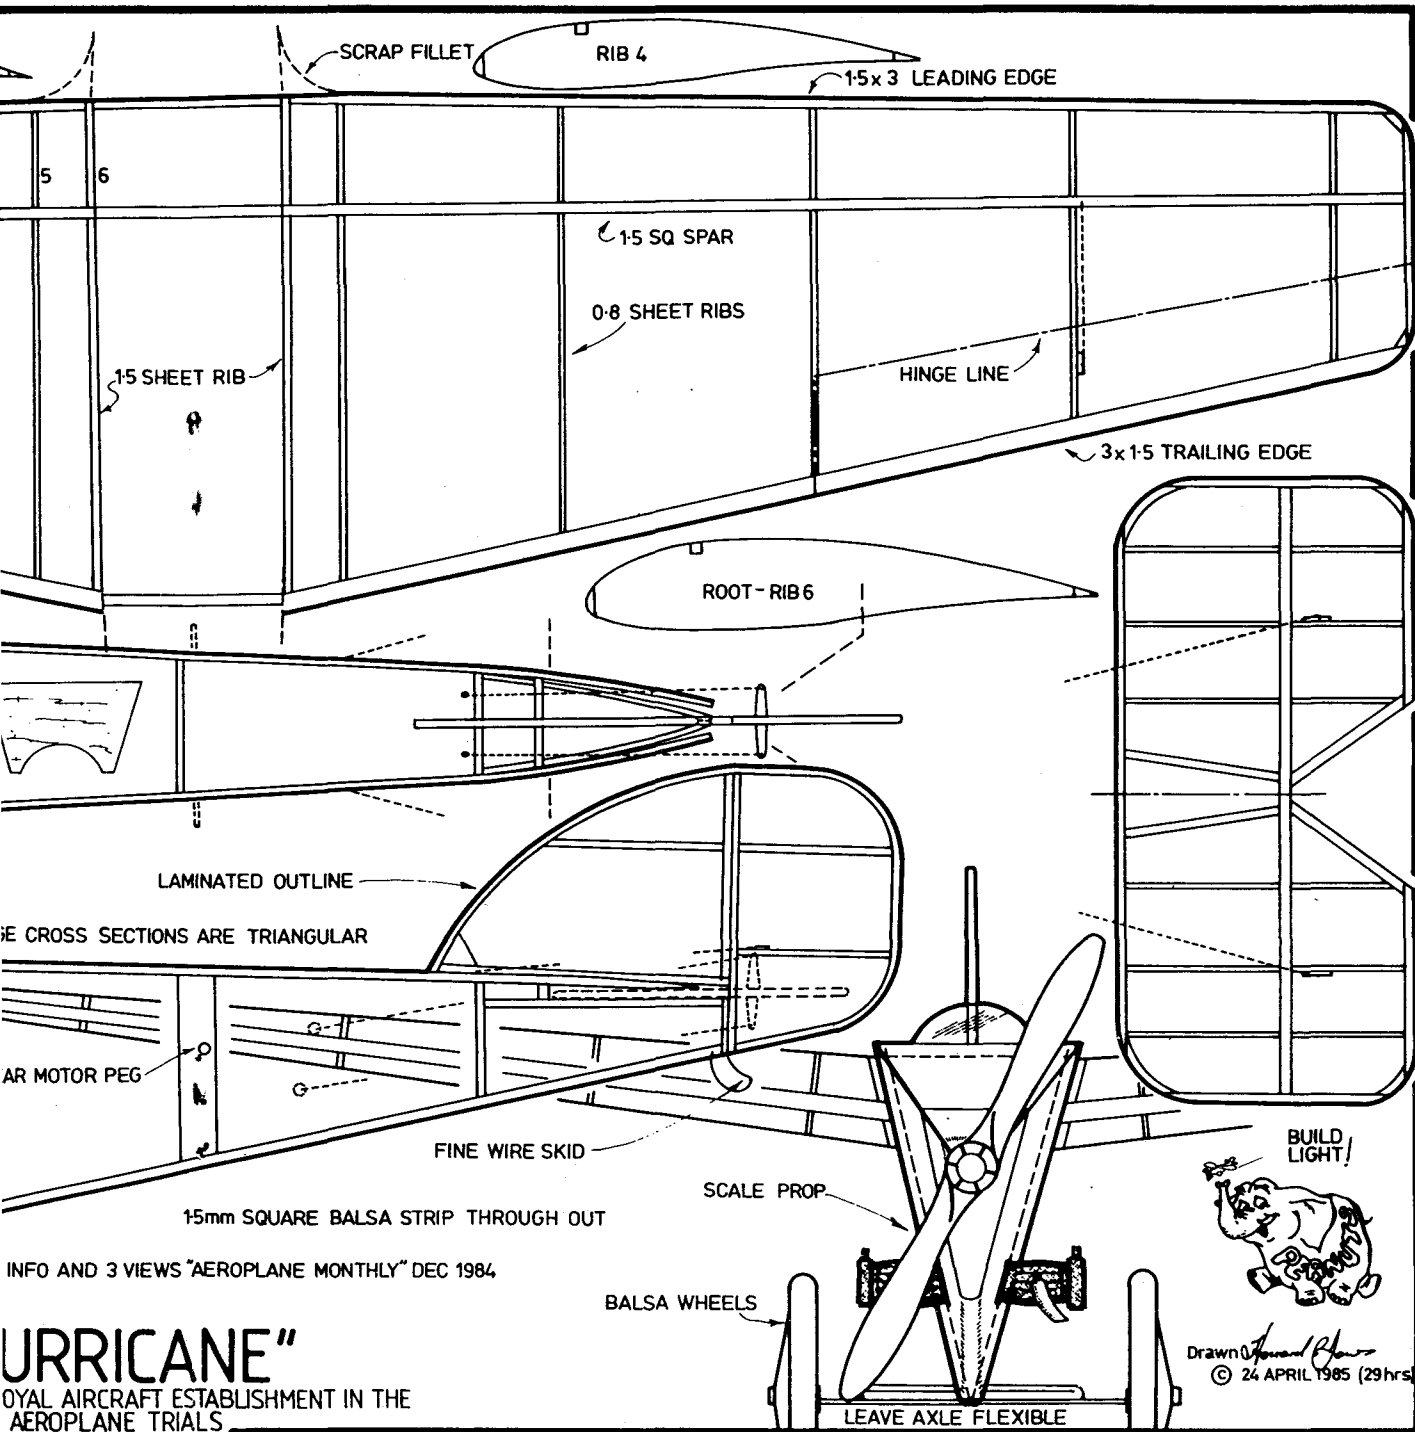 SCRAP FILLET
RIB 4
1·5 x 3 LEADING EDGE
5
6
1·5 SQ SPAR
0·8 SHEET RIBS
1·5 SHEET RIB
HINGE LINE
3 x 1·5 TRAILING EDGE
ROOT-RIB 6
LAMINATED OUTLINE
GE CROSS SECTIONS ARE TRIANGULAR
AR MOTOR PEG
FINE WIRE SKID
BUILD
LIGHT!
SCALE PROP
1·5mm SQUARE BALSA STRIP THROUGH OUT
INFO AND 3 VIEWS "AEROPLANE MONTHLY" DEC 1984
BALSA WHEELS
URRICANE"
OYAL AIRCRAFT ESTABLISHMENT IN THE
AEROPLANE TRIALS
LEAVE AXLE FLEXIBLE
Drawn
© 24 APRIL 1985 (29hrs